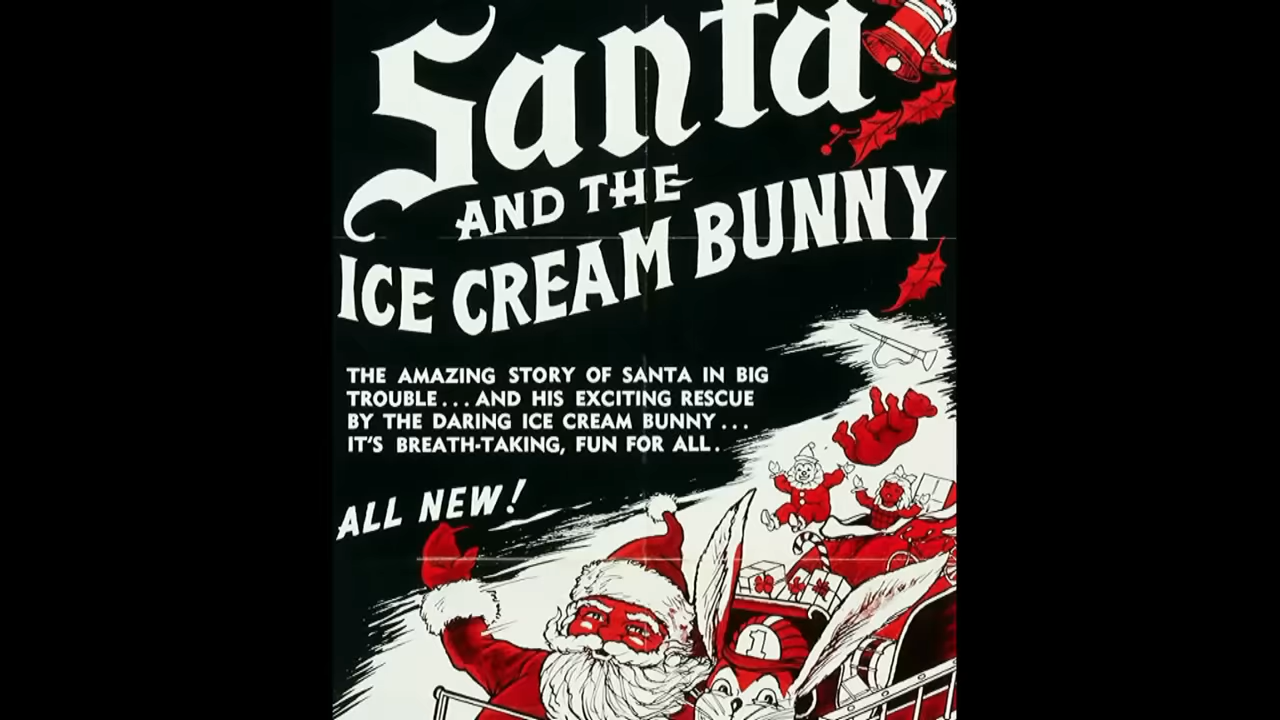 Santa
AND THE
ICE CREAM BUNNY
THE AMAZING STORY OF SANTA IN BIG
TROUBLE...AND HIS EXCITING RESCUE
BY THE DARING ICE CREAM BUNNY...
IT'S BREATH-TAKING, FUN FOR ALL.
ALL NEW!
1